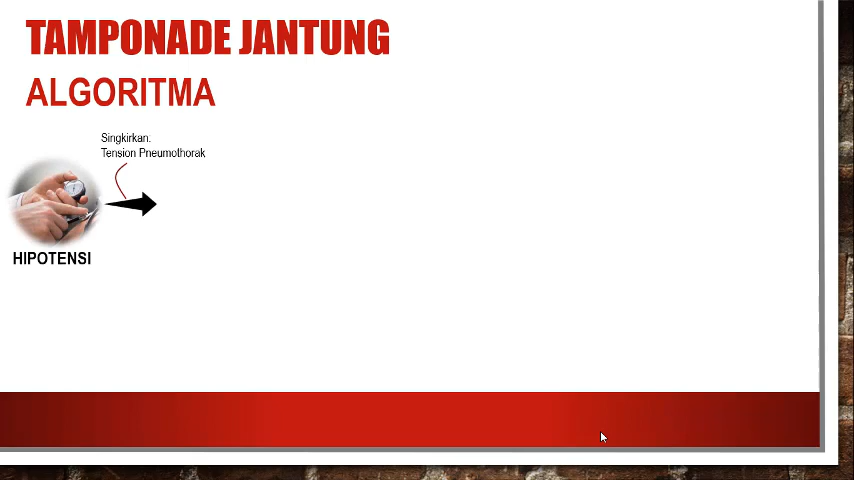 TAMPONADE JANTUNG
ALGORITMA
Singkirkan:
Tension Pneumothorak
HIPOTENSI